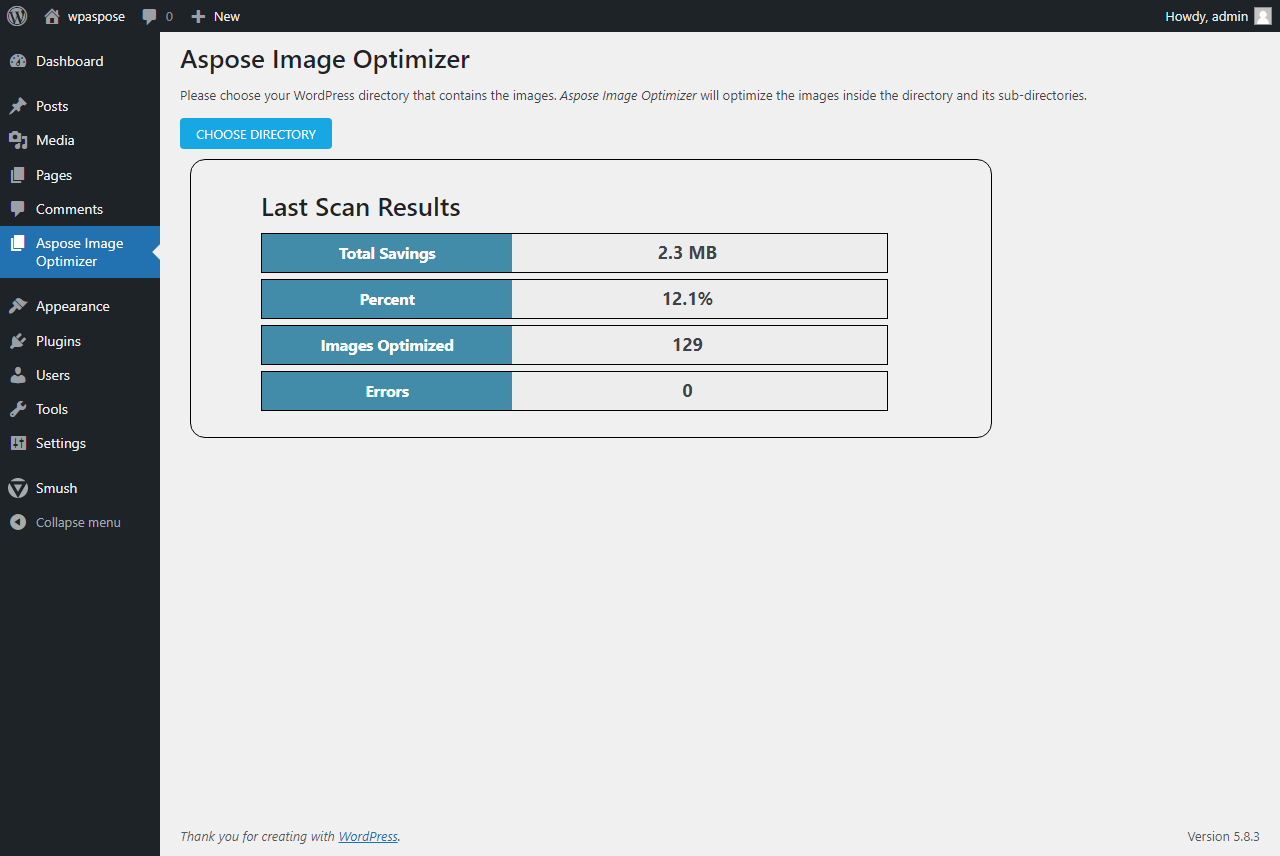 wpaspose 0 New Howdy, admin
Dashboard
Posts
Media
Pages
Comments
Aspose Image
Optimizer
Appearance
Plugins
Users
Tools
Settings
Smush
Collapse menu
Aspose Image Optimizer
Please choose your WordPress directory that contains the images. Aspose Image Optimizer will optimize the images inside the directory and its sub-directories.
CHOOSE DIRECTORY
Last Scan Results
Total Savings 2.3 MB
Percent 12.1%
Images Optimized 129
Errors 0
Thank you for creating with WordPress. Version 5.8.3